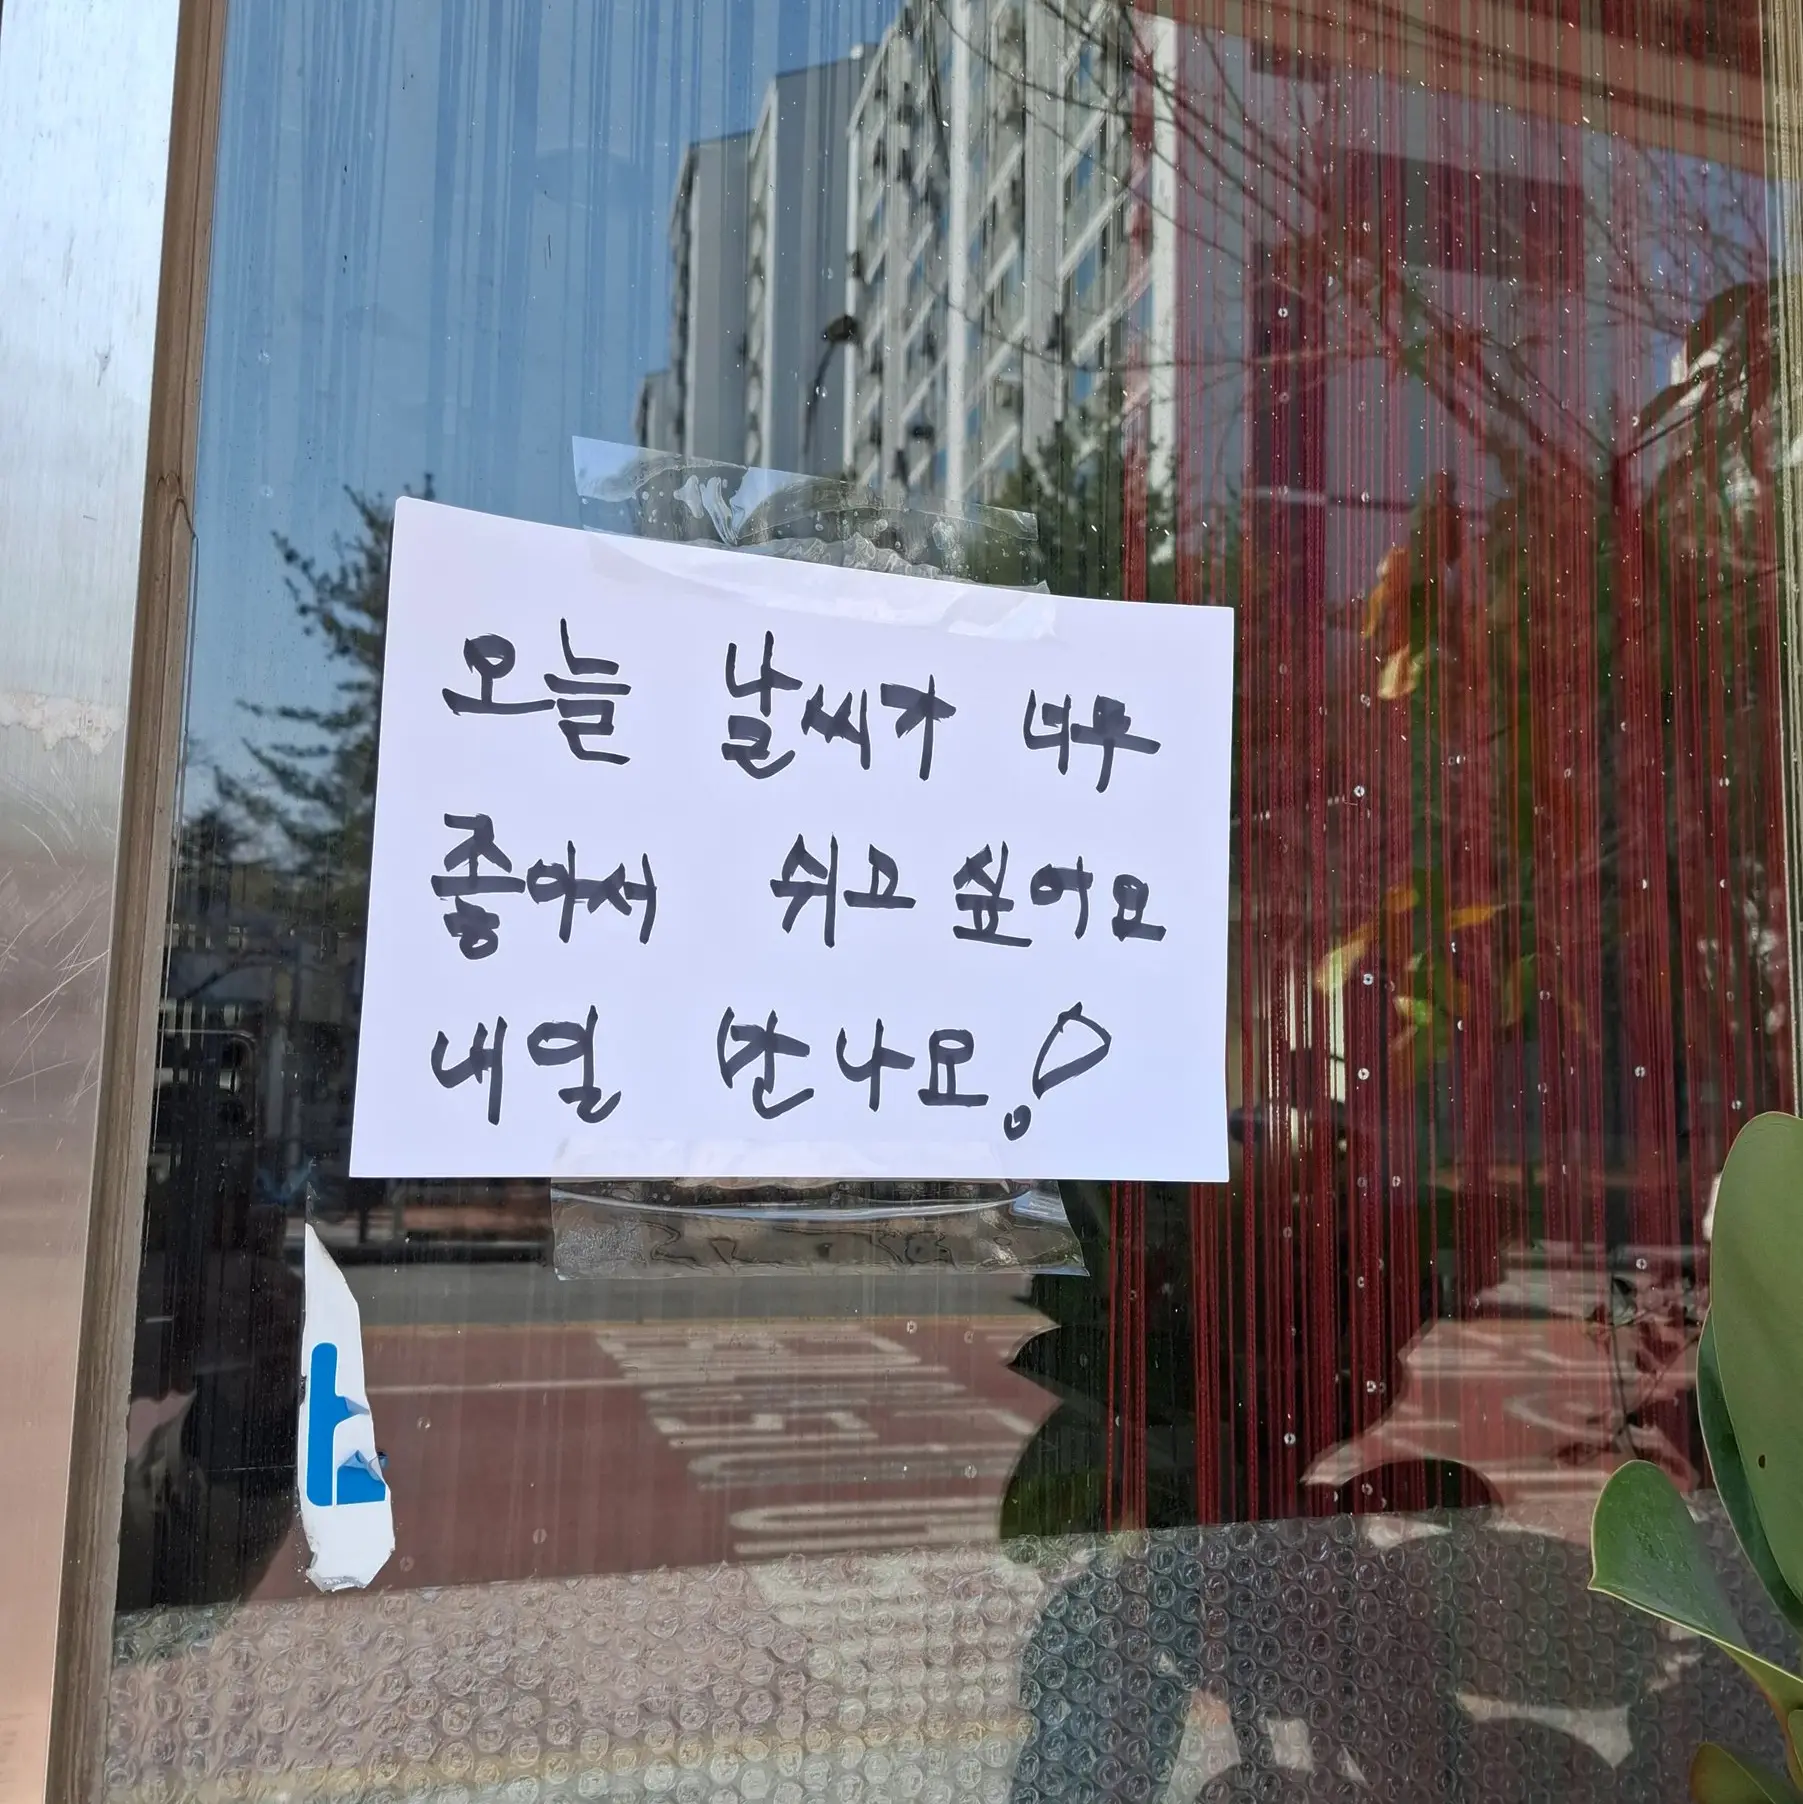 오늘 날씨가 너무
좋아서 쉬고 싶어요
내일 만나요!